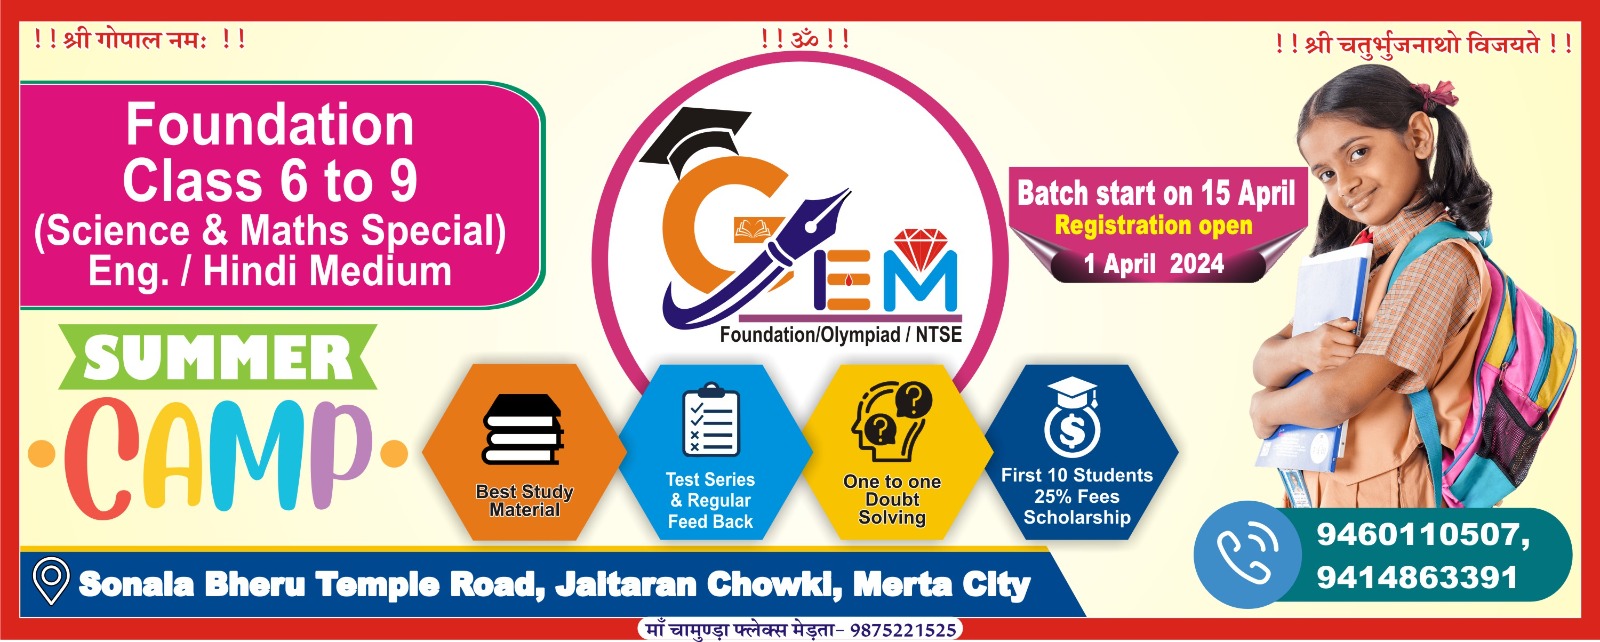 !! श्री गोपाल नमः !!
!! ॐ !!
!! श्री चतुर्भुजनाथो विजयते !!
Foundation
Class 6 to 9
(Science & Maths Special)
Eng. / Hindi Medium
GEM
Foundation/Olympiad / NTSE
Batch start on 15 April
Registration open
1 April 2024
SUMMER
CAMP
Best Study
Material
Test Series
& Regular
Feed Back
One to one
Doubt
Solving
First 10 Students
25% Fees
Scholarship
9460110507,
9414863391
Sonala Bheru Temple Road, Jaitaran Chowki, Merta City
माँ चामुण्ड़ा फ्लेक्स मेड़ता- 9875221525